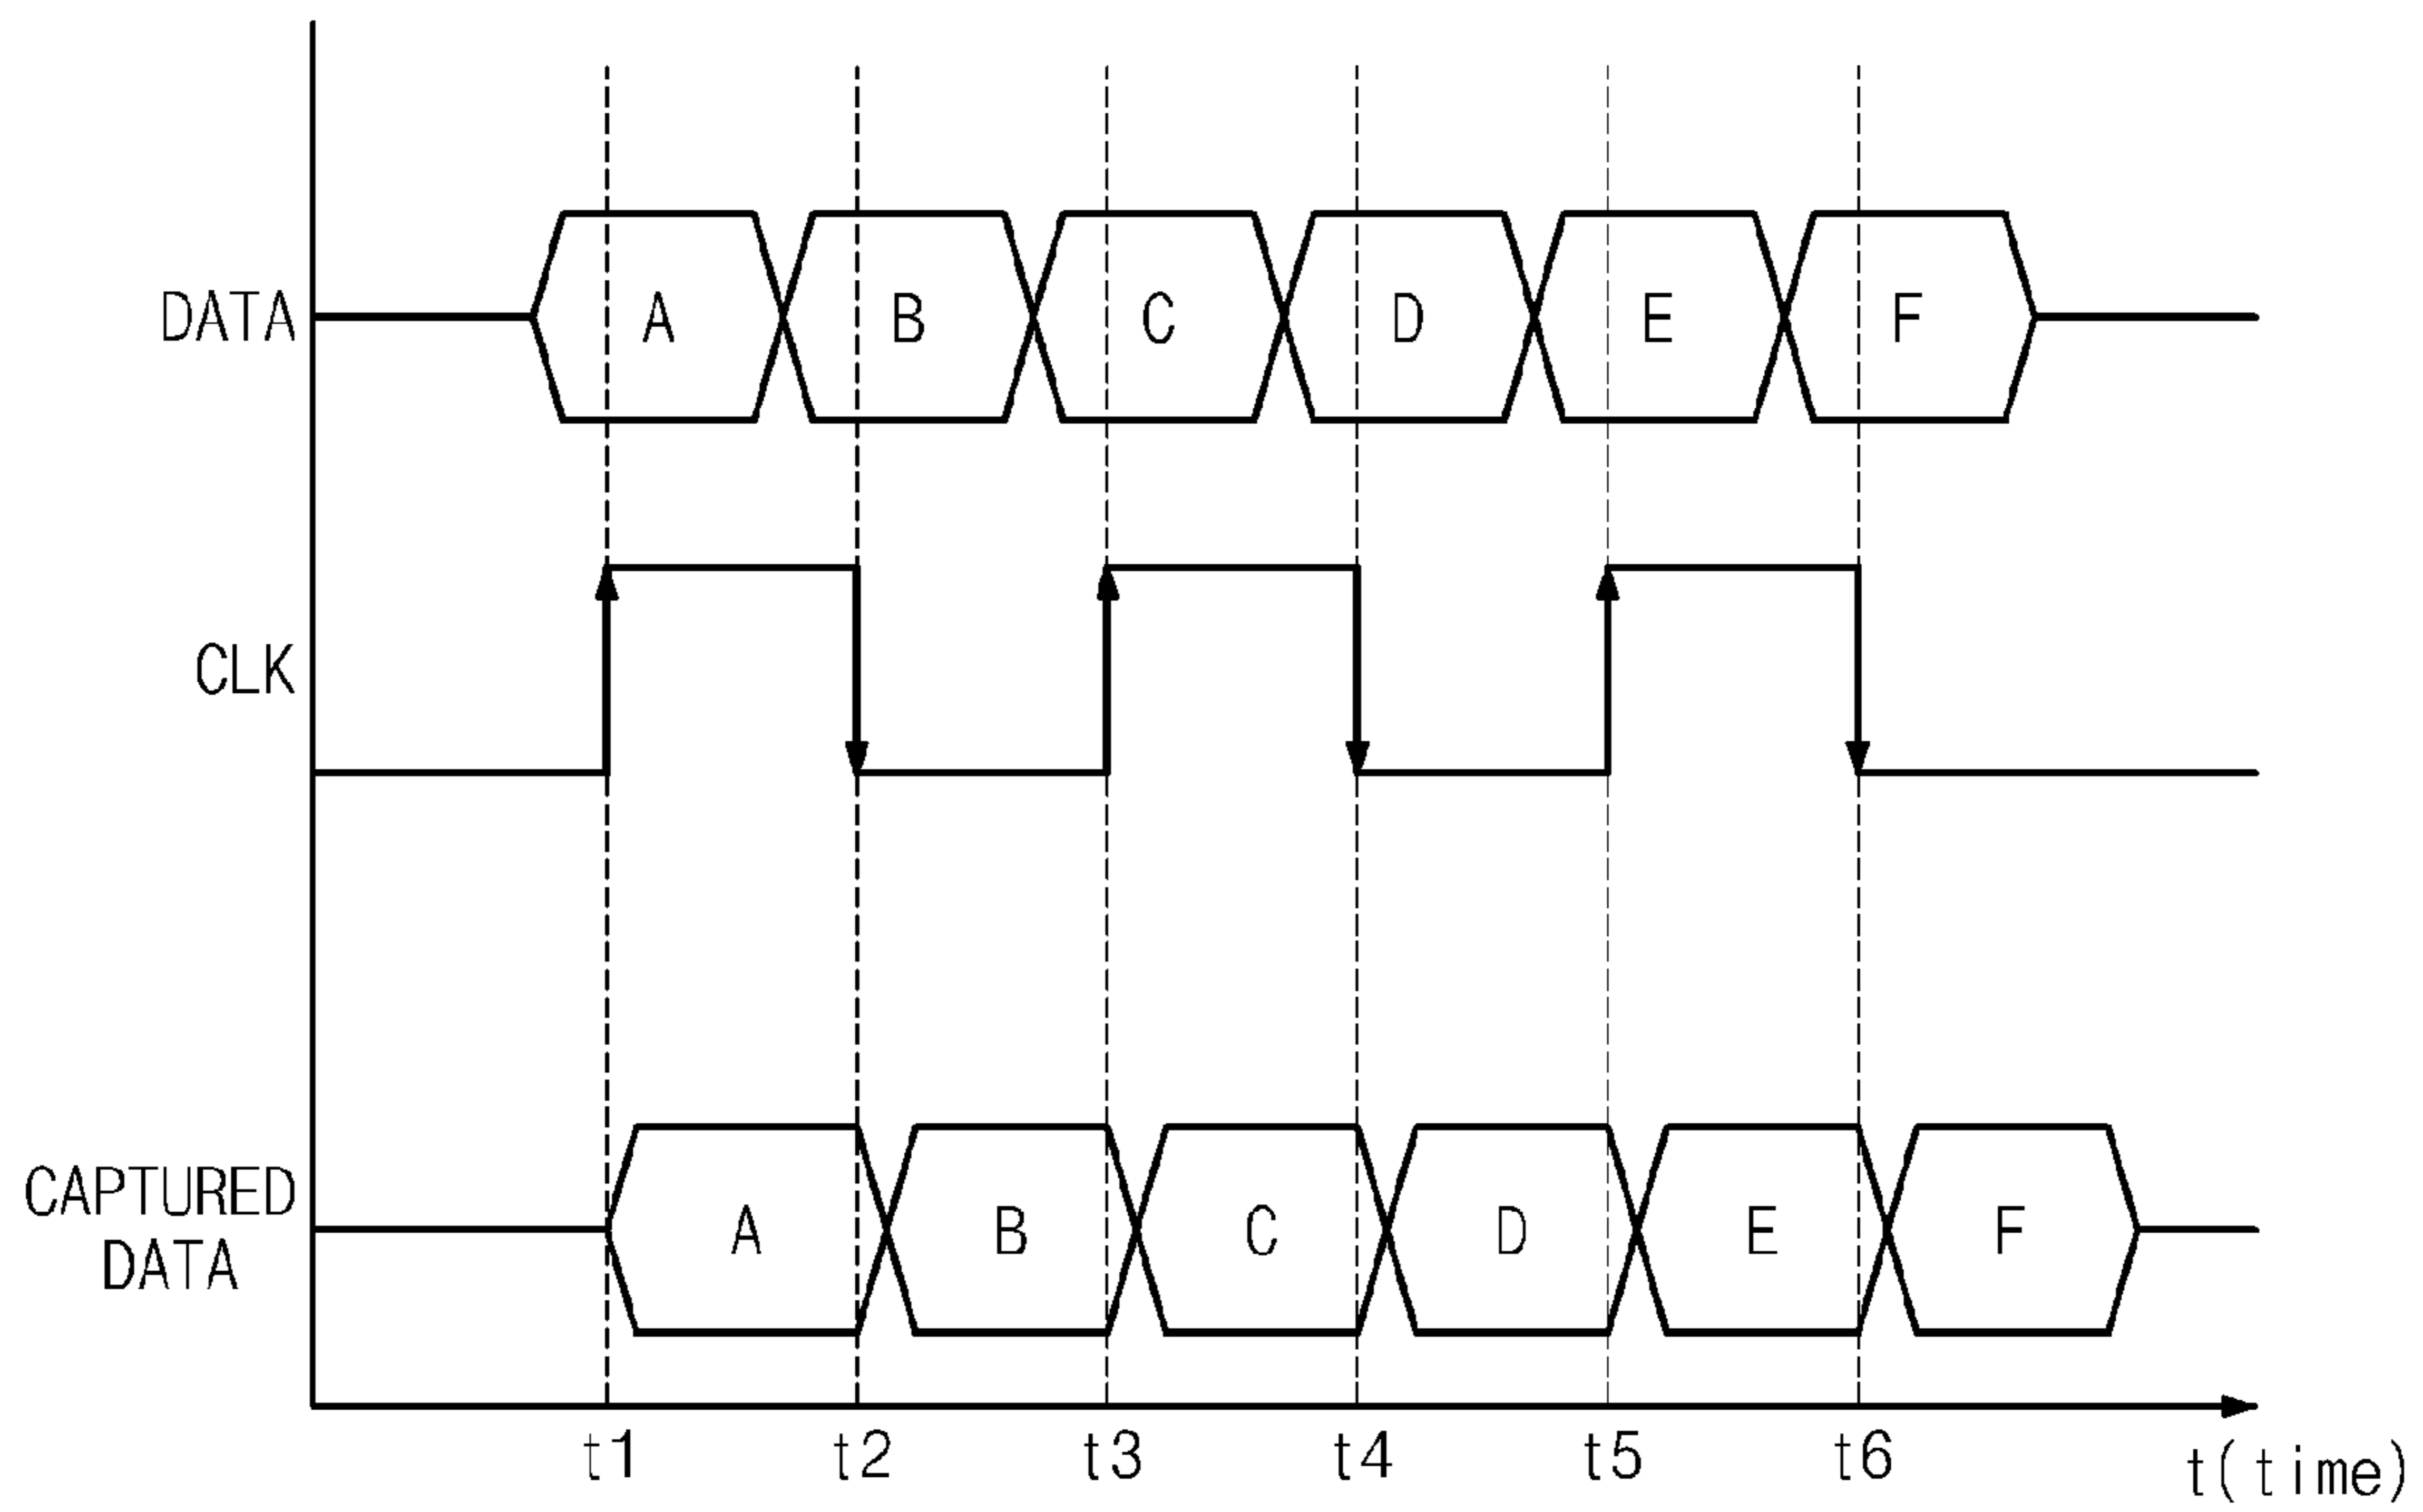 DATA
A B C D E F
CLK
CAPTURED
DATA
A B C D E F
t1 t2 t3 t4 t5 t6 t(time)